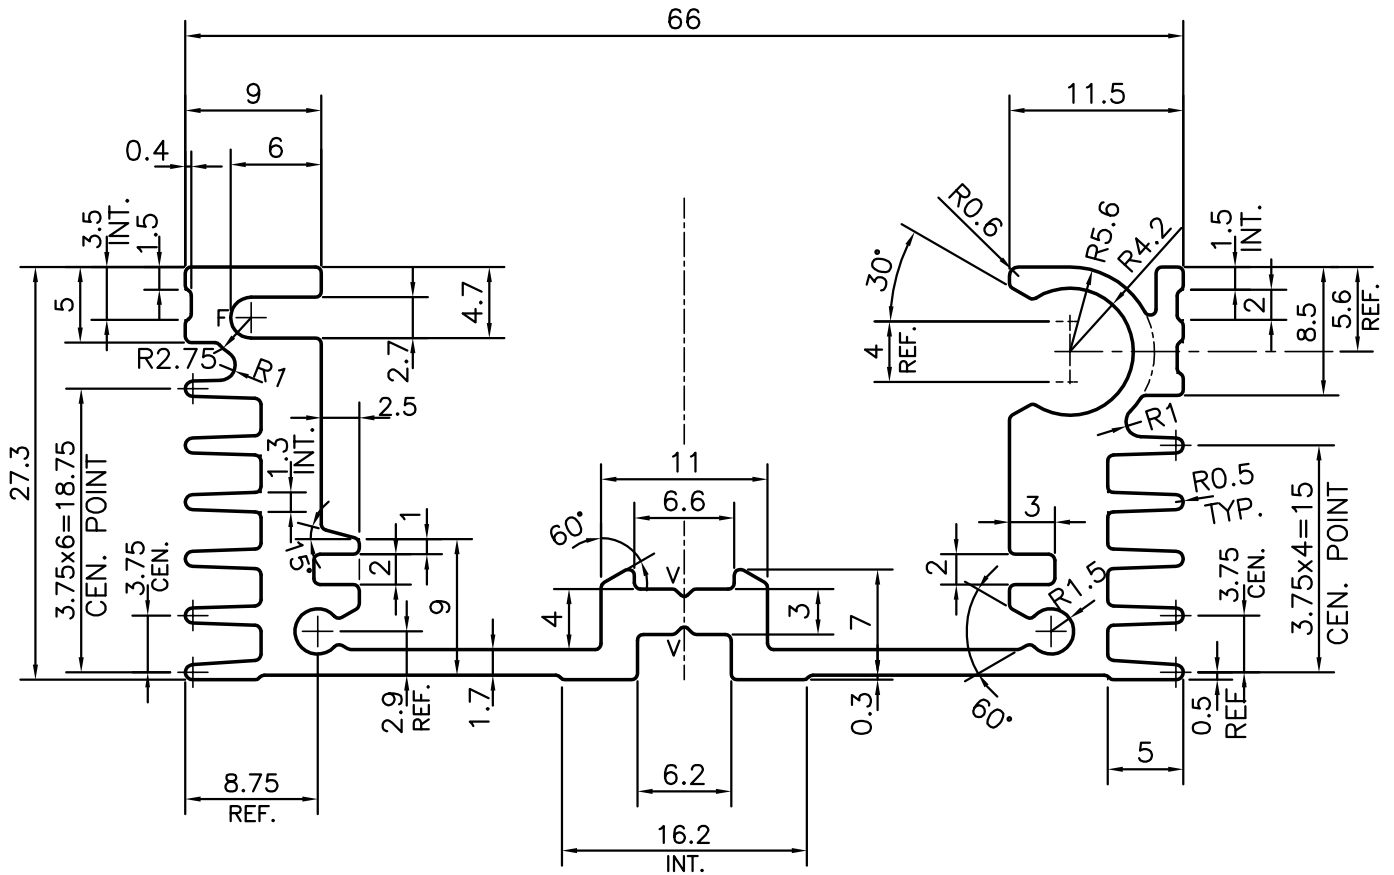 66
9
11.5
6
0.4
3.5
INT.
1.5
R0.6
R5.6
R4.2
1.5
INT.
30°
5
F
4.7
2
8.5
5.6
REF.
R2.75
R1
2.7
4
REF.
2.5
R1
27.3
3.75x6=18.75
CEN. POINT
1.3
INT.
11
6.6
R0.5
TYP.
3.75x4=15
CEN. POINT
3.75
CEN.
15°
1
2
9
60°
V
V
4
3
7
3
2
R1.5
3.75
CEN.
60°
2.9
REF.
1.7
0.3
0.5
REF.
8.75
REF.
6.2
5
16.2
INT.